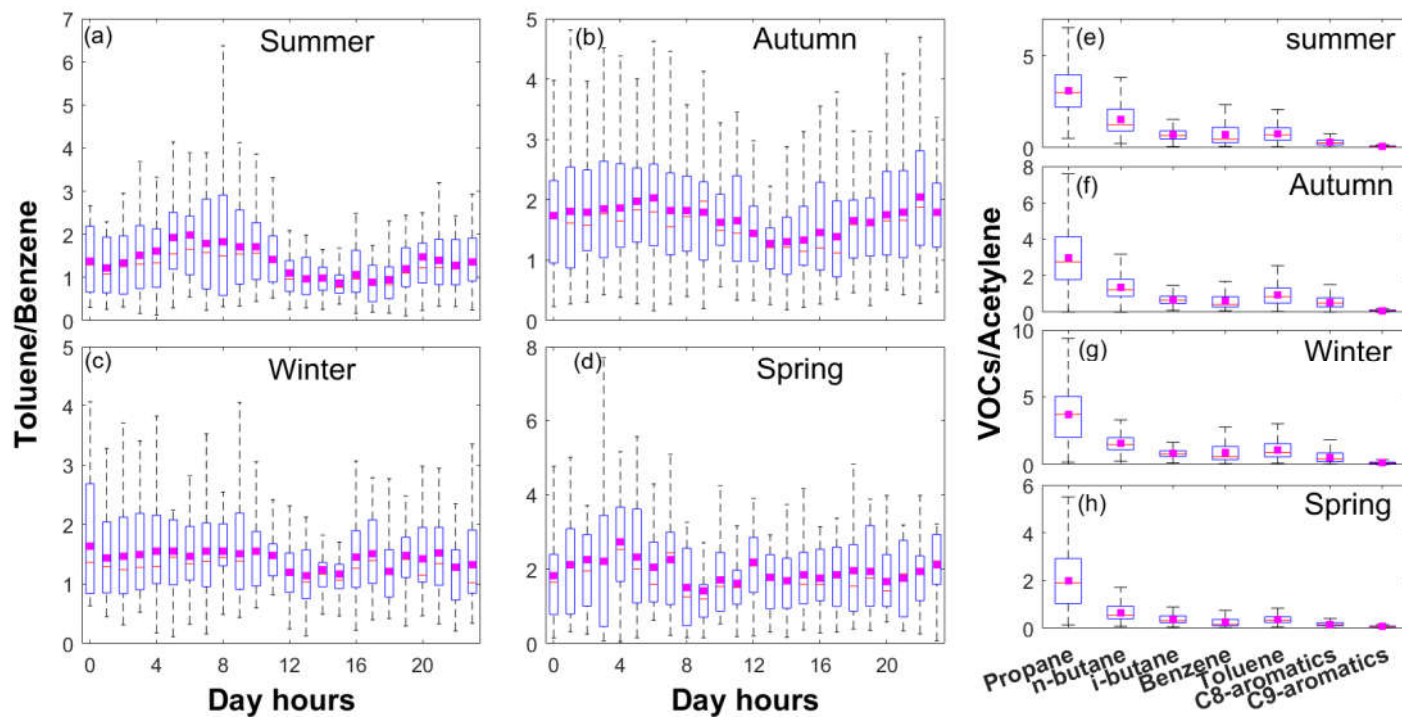 (a) Summer
7
6
5
4
3
2
1
0
(b) Autumn
5
4
3
2
1
0
(c) Winter
5
4
3
2
1
0
0 4 8 12 16 20
Day hours
(d) Spring
8
6
4
2
0
0 4 8 12 16 20
Day hours
Toluene/Benzene
(e) summer
5
0
(f) Autumn
8
6
4
2
0
(g) Winter
10
5
0
(h) Spring
6
4
2
0
VOCs/Acetylene
Propane
n-butane
i-butane
Benzene
Toluene
C8-aromatics
C9-aromatics